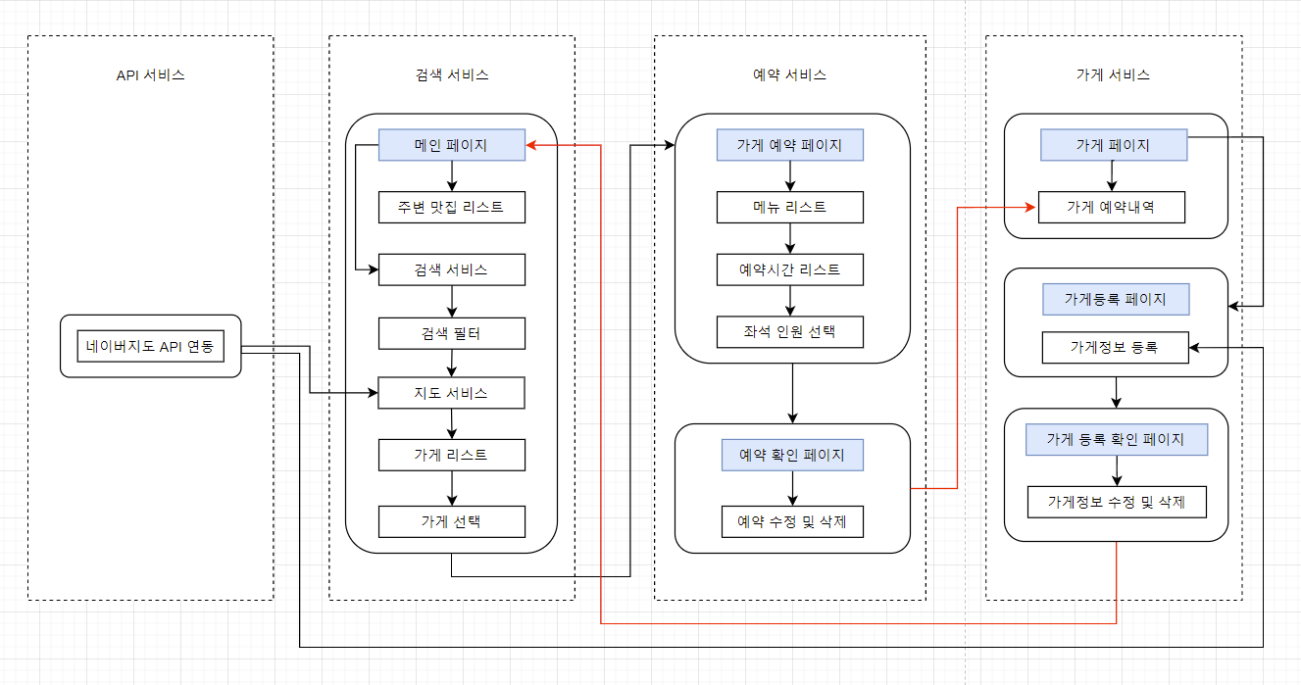 API 서비스
네이버지도 API 연동
검색 서비스
메인 페이지
주변 맛집 리스트
검색 서비스
검색 필터
지도 서비스
가게 리스트
가게 선택
예약 서비스
가게 예약 페이지
메뉴 리스트
예약시간 리스트
좌석 인원 선택
예약 확인 페이지
예약 수정 및 삭제
가게 서비스
가게 페이지
가게 예약내역
가게등록 페이지
가게정보 등록
가게 등록 확인 페이지
가게정보 수정 및 삭제